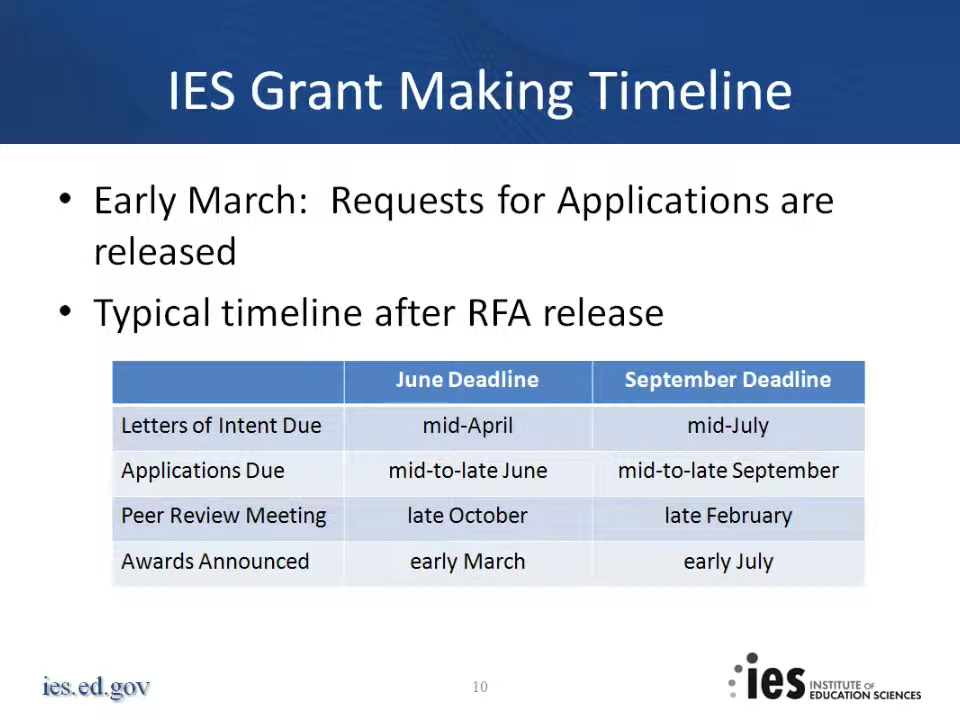 IES Grant Making Timeline
• Early March: Requests for Applications are
released
• Typical timeline after RFA release
June Deadline September Deadline
Letters of Intent Due mid-April mid-July
Applications Due mid-to-late June mid-to-late September
Peer Review Meeting late October late February
Awards Announced early March early July
ies.ed.gov
10
ies INSTITUTE OF
EDUCATION SCIENCES